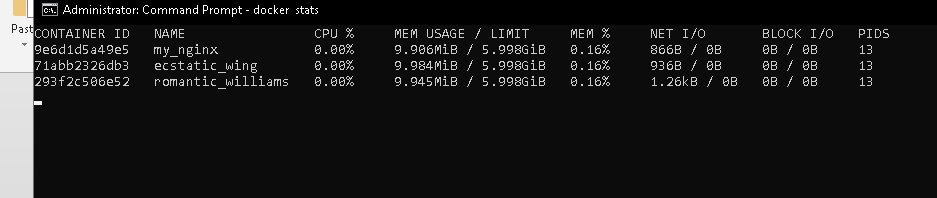 Administrator: Command Prompt - docker stats
Past
CONTAINER ID NAME CPU % MEM USAGE / LIMIT MEM % NET I/O BLOCK I/O PIDS
9e6d1d5a49e5 my_nginx 0.00% 9.906MiB / 5.998GiB 0.16% 866B / 0B 0B / 0B 13
71abb2326db3 ecstatic_wing 0.00% 9.984MiB / 5.998GiB 0.16% 936B / 0B 0B / 0B 13
293f2c506e52 romantic_williams 0.00% 9.945MiB / 5.998GiB 0.16% 1.26kB / 0B 0B / 0B 13